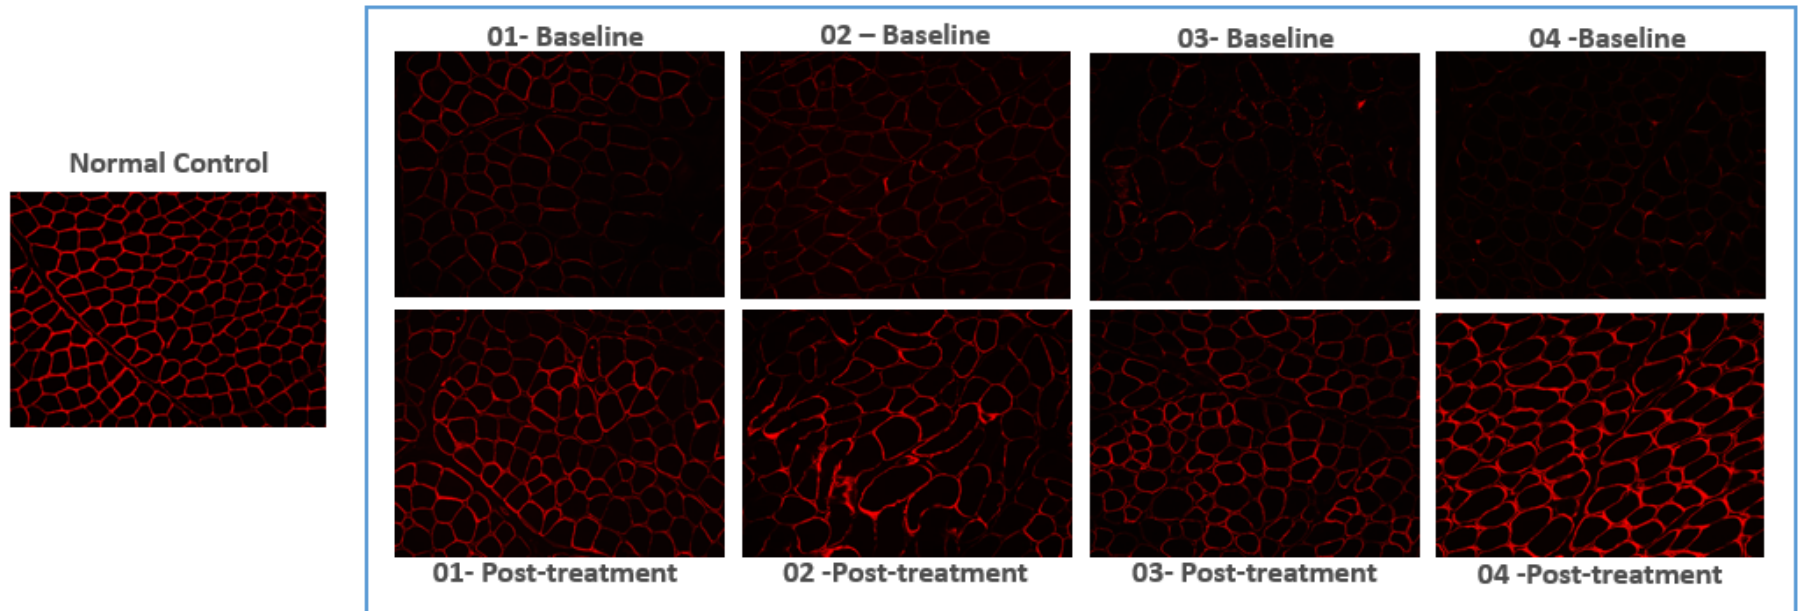 Normal Control
01- Baseline
02 – Baseline
03- Baseline
04 -Baseline
01- Post-treatment
02 -Post-treatment
03- Post-treatment
04 -Post-treatment